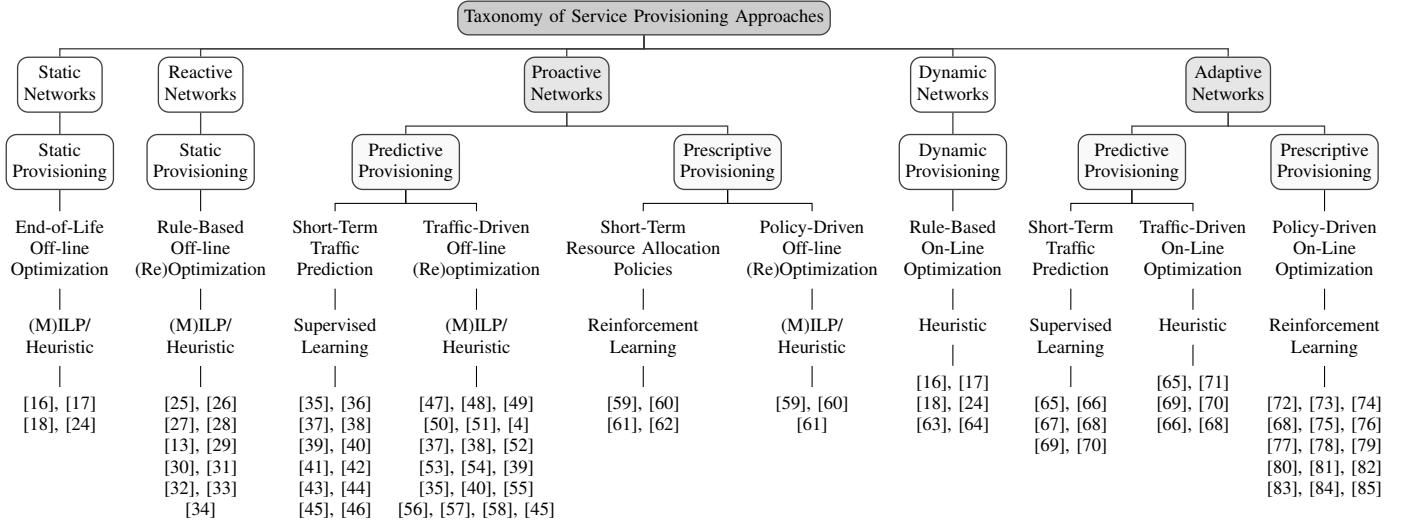 Taxonomy of Service Provisioning Approaches
Static
Networks
Reactive
Networks
Proactive
Networks
Dynamic
Networks
Adaptive
Networks
Static
Provisioning
Static
Provisioning
Predictive
Provisioning
Prescriptive
Provisioning
Dynamic
Provisioning
Predictive
Provisioning
Prescriptive
Provisioning
End-of-Life
Off-line
Optimization
Rule-Based
Off-line
(Re)Optimization
Short-Term
Traffic
Prediction
Traffic-Driven
Off-line
(Re)optimization
Short-Term
Resource Allocation
Policies
Policy-Driven
Off-line
(Re)Optimization
Rule-Based
On-Line
Optimization
Short-Term
Traffic
Prediction
Traffic-Driven
On-Line
Optimization
Policy-Driven
On-Line
Optimization
(M)ILP/
Heuristic
(M)ILP/
Heuristic
Supervised
Learning
(M)ILP/
Heuristic
Reinforcement
Learning
(M)ILP/
Heuristic
Heuristic
Supervised
Learning
Heuristic
Reinforcement
Learning
[16], [17]
[18], [24]
[25], [26]
[27], [28]
[13], [29]
[30], [31]
[32], [33]
[34]
[35], [36]
[37], [38]
[39], [40]
[41], [42]
[43], [44]
[45], [46]
[47], [48], [49]
[50], [51], [4]
[37], [38], [52]
[53], [54], [39]
[35], [40], [55]
[56], [57], [58], [45]
[59], [60]
[61], [62]
[59], [60]
[61]
[16], [17]
[18], [24]
[63], [64]
[65], [66]
[67], [68]
[69], [70]
[65], [71]
[69], [70]
[66], [68]
[72], [73], [74]
[68], [75], [76]
[77], [78], [79]
[80], [81], [82]
[83], [84], [85]